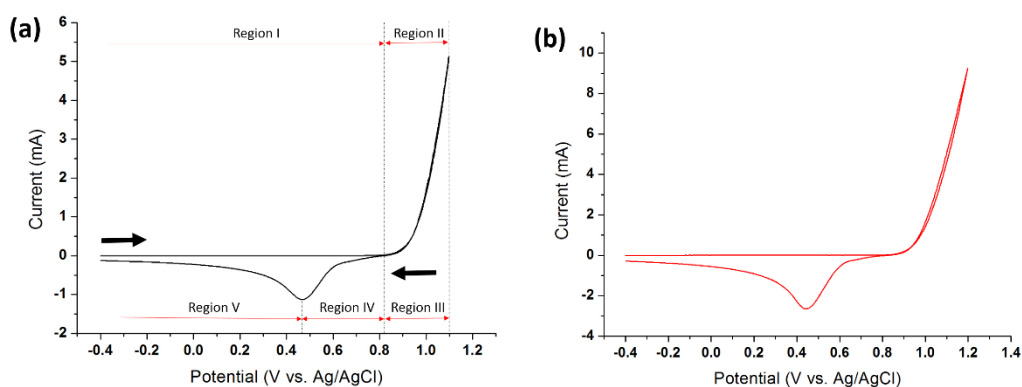 (a)
Region I
Region II
6
5
4
3
2
1
0
-1
-2
Current (mA)
Region V
Region IV
Region III
-0.4 -0.2 0.0 0.2 0.4 0.6 0.8 1.0
Potential (V vs. Ag/AgCl)
(b)
10
8
6
4
2
0
-2
-4
Current (mA)
-0.4 -0.2 0.0 0.2 0.4 0.6 0.8 1.0 1.2 1.4
Potential (V vs. Ag/AgCl)